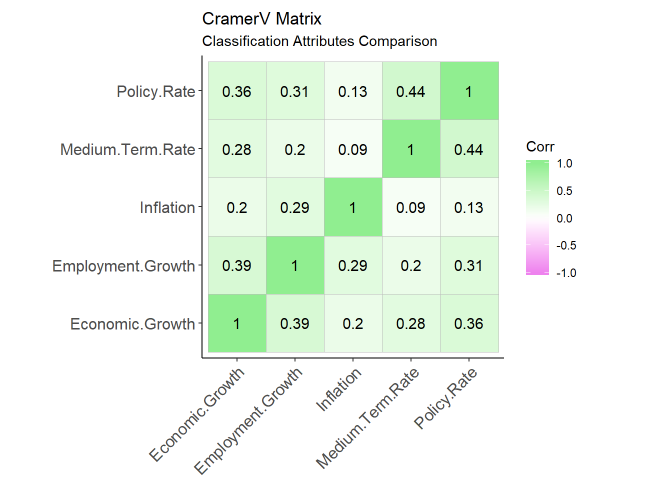 CramerV Matrix
Classification Attributes Comparison
Policy.Rate 0.36 0.31 0.13 0.44 1
Medium.Term.Rate 0.28 0.2 0.09 1 0.44
Inflation 0.2 0.29 1 0.09 0.13
Employment.Growth 0.39 1 0.29 0.2 0.31
Economic.Growth 1 0.39 0.2 0.28 0.36
Economic.Growth
Employment.Growth
Inflation
Medium.Term.Rate
Policy.Rate
Corr
1.0
0.5
0.0
-0.5
-1.0